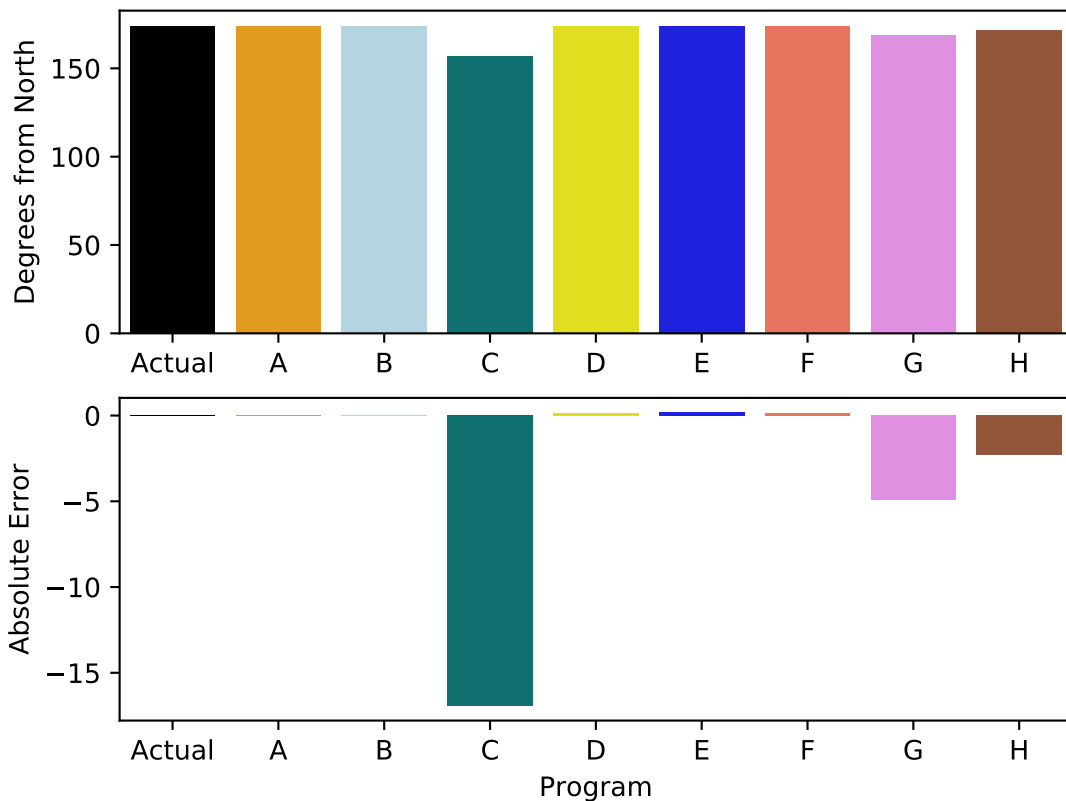 Degrees from North
150
100
50
0
Actual A B C D E F G H
Absolute Error
0
−5
−10
−15
Actual A B C D E F G H
Program